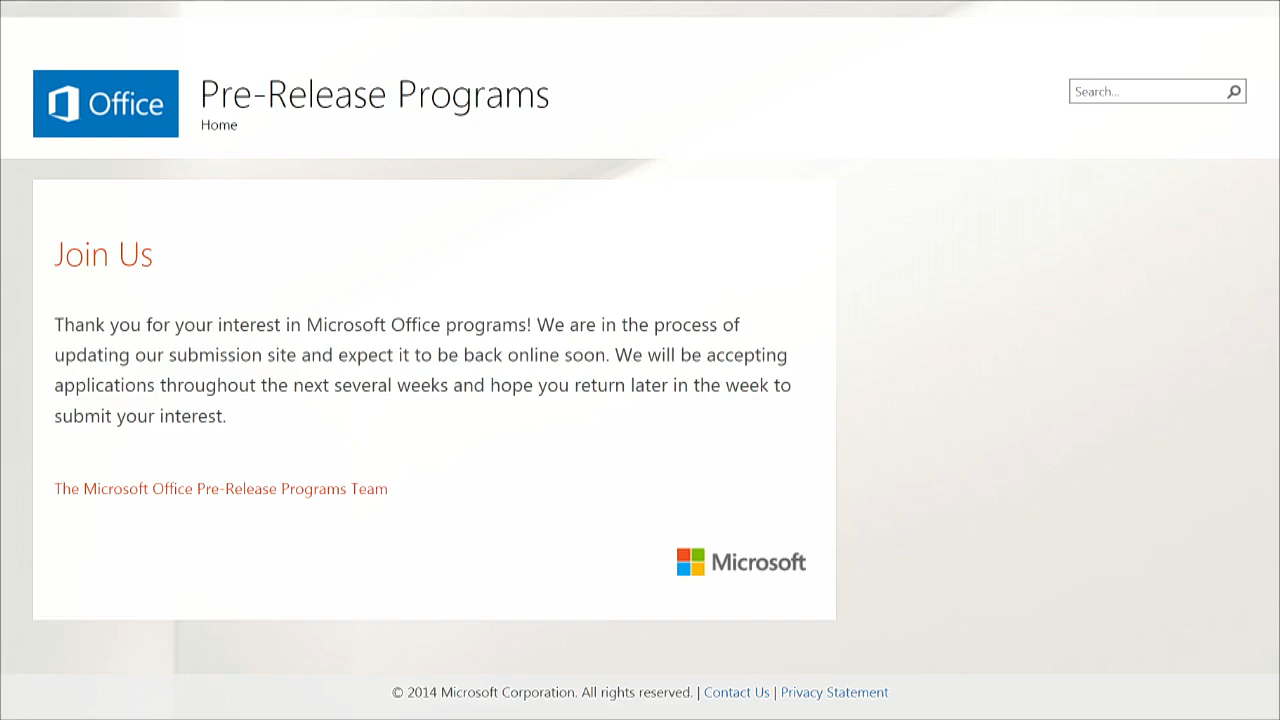 Office
Pre-Release Programs
Home
Search...
Join Us
Thank you for your interest in Microsoft Office programs! We are in the process of
updating our submission site and expect it to be back online soon. We will be accepting
applications throughout the next several weeks and hope you return later in the week to
submit your interest.
The Microsoft Office Pre-Release Programs Team
Microsoft
© 2014 Microsoft Corporation. All rights reserved. | Contact Us | Privacy Statement